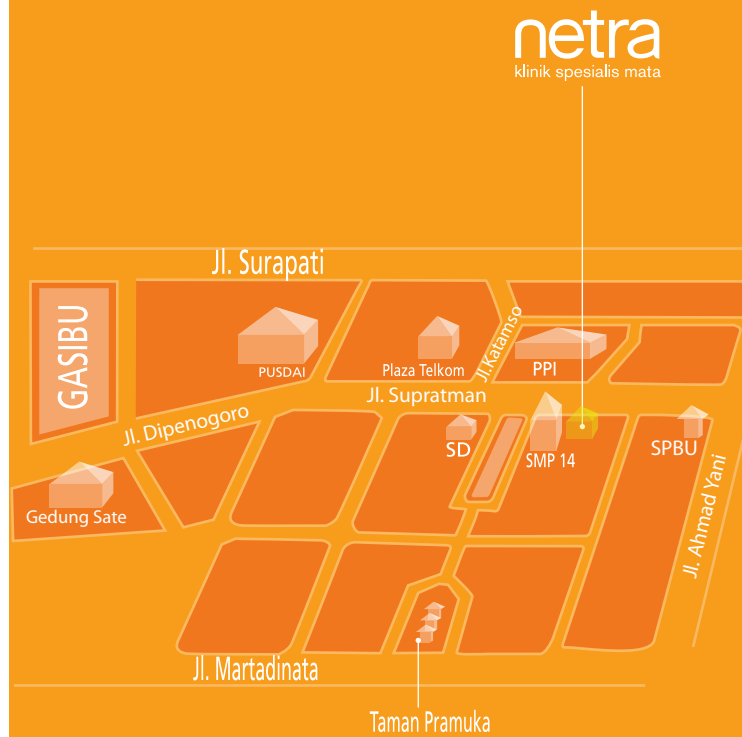 netra
klinik spesialis mata
Jl. Surapati
GASIBU
PUSDAI
Plaza Telkom
Jl.Katamso
PPI
Jl. Supratman
Jl. Dipenogoro
SD
SMP 14
SPBU
Gedung Sate
Jl. Ahmad Yani
Jl. Martadinata
Taman Pramuka